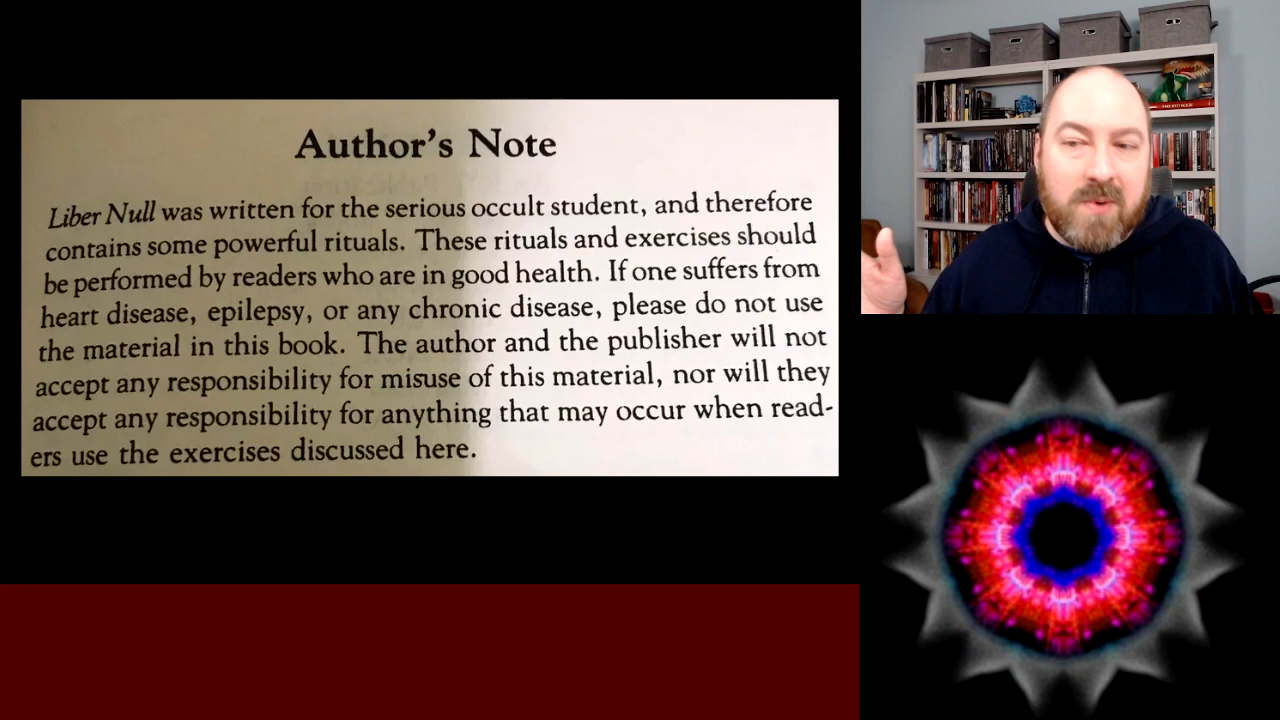 Author's Note
Liber Null was written for the serious occult student, and therefore
contains some powerful rituals. These rituals and exercises should
be performed by readers who are in good health. If one suffers from
heart disease, epilepsy, or any chronic disease, please do not use
the material in this book. The author and the publisher will not
accept any responsibility for misuse of this material, nor will they
accept any responsibility for anything that may occur when read-
ers use the exercises discussed here.